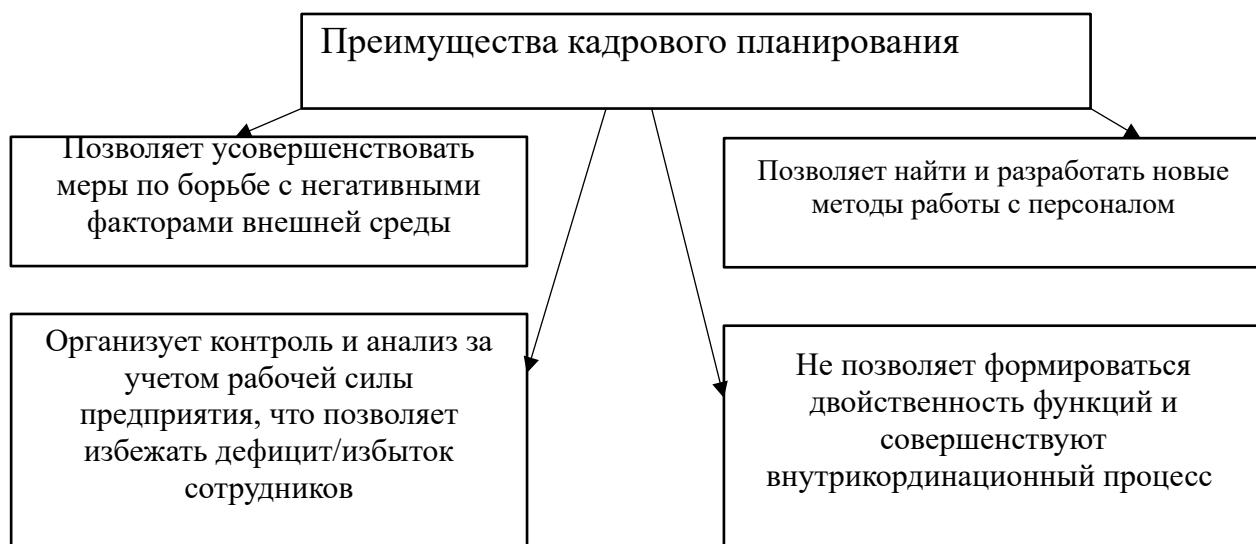 Преимущества кадрового планирования
Позволяет усовершенствовать
меры по борьбе с негативными
факторами внешней среды
Позволяет найти и разработать новые
методы работы с персоналом
Организует контроль и анализ за
учетом рабочей силы
предприятия, что позволяет
избежать дефицит/избыток
сотрудников
Не позволяет формироваться
двойственность функций и
совершенствуют
внутрикординационный процесс